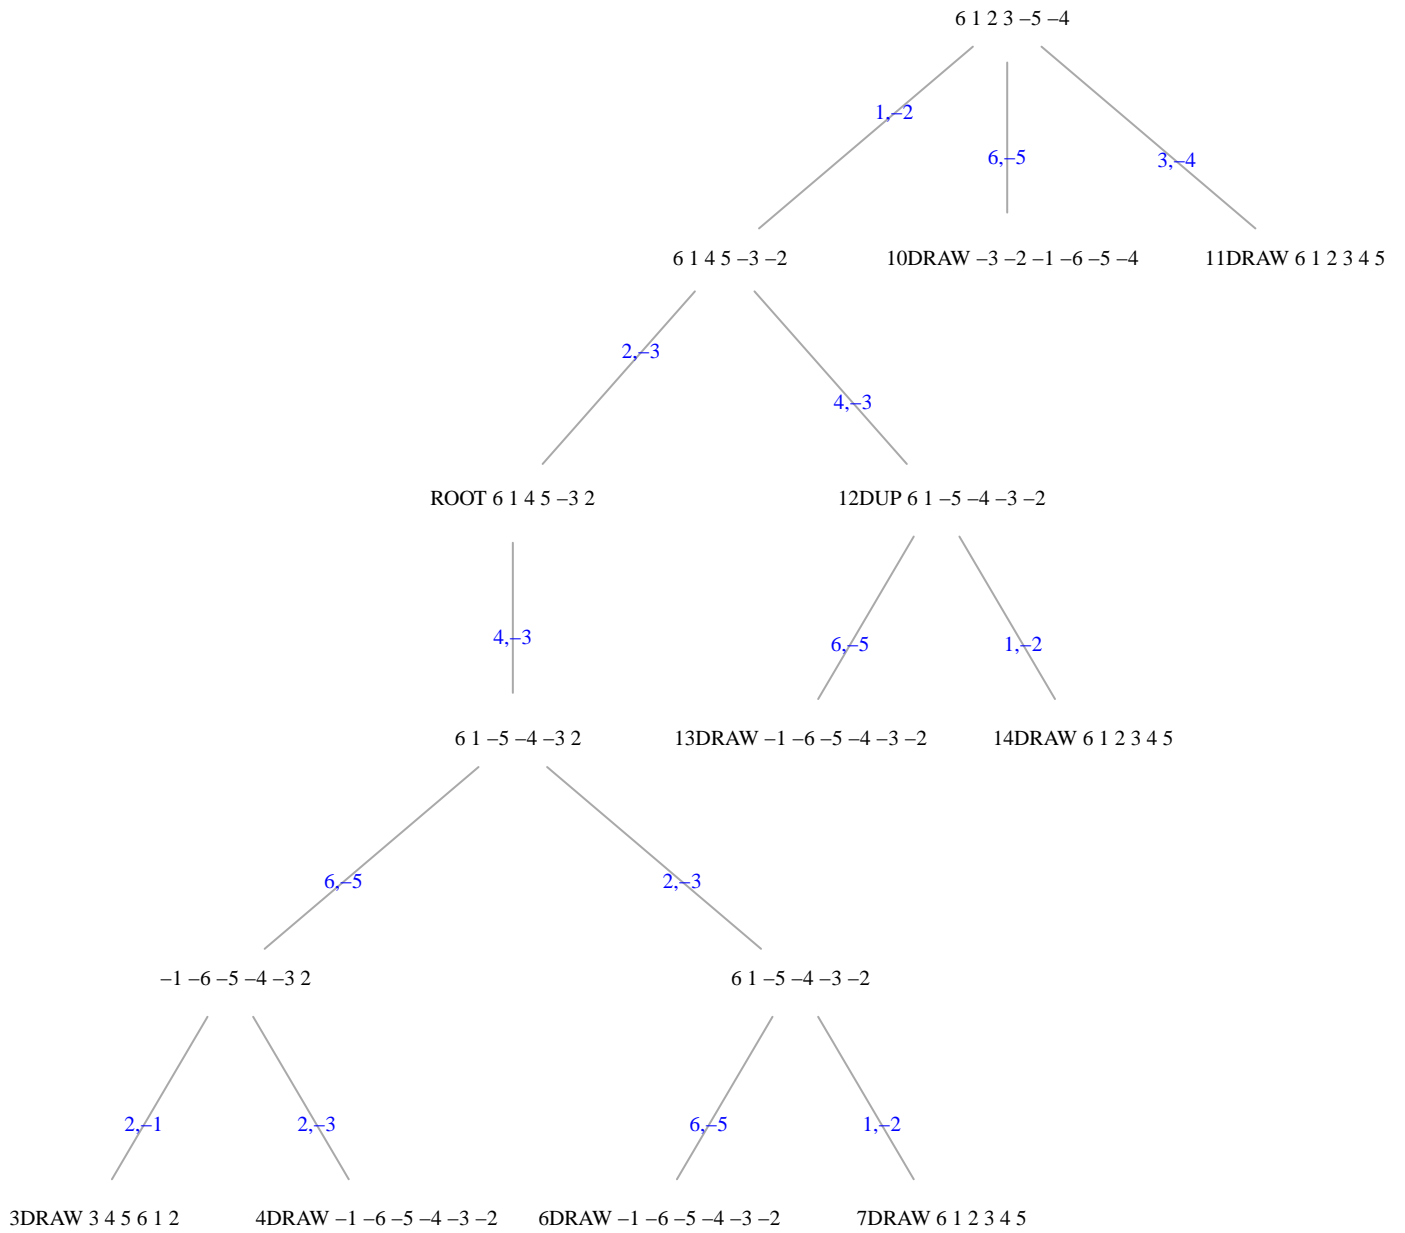 6 1 2 3 –5 –4
1,–2
6,–5
3,–4
6 1 4 5 –3 –2
10DRAW –3 –2 –1 –6 –5 –4
11DRAW 6 1 2 3 4 5
2,–3
4,–3
ROOT 6 1 4 5 –3 2
12DUP 6 1 –5 –4 –3 –2
4,–3
6,–5
1,–2
6 1 –5 –4 –3 2
13DRAW –1 –6 –5 –4 –3 –2
14DRAW 6 1 2 3 4 5
6,–5
2,–3
–1 –6 –5 –4 –3 2
6 1 –5 –4 –3 –2
2,–1
2,–3
6,–5
1,–2
3DRAW 3 4 5 6 1 2
4DRAW –1 –6 –5 –4 –3 –2
6DRAW –1 –6 –5 –4 –3 –2
7DRAW 6 1 2 3 4 5